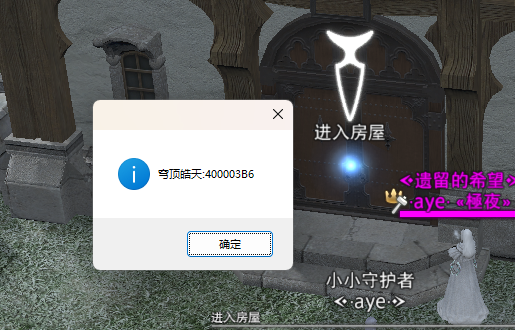 进入房屋
穹顶皓天:400003B6
确定
《遗留的希望》
aye «極夜»
小小守护者
《·aye·》
进入房屋